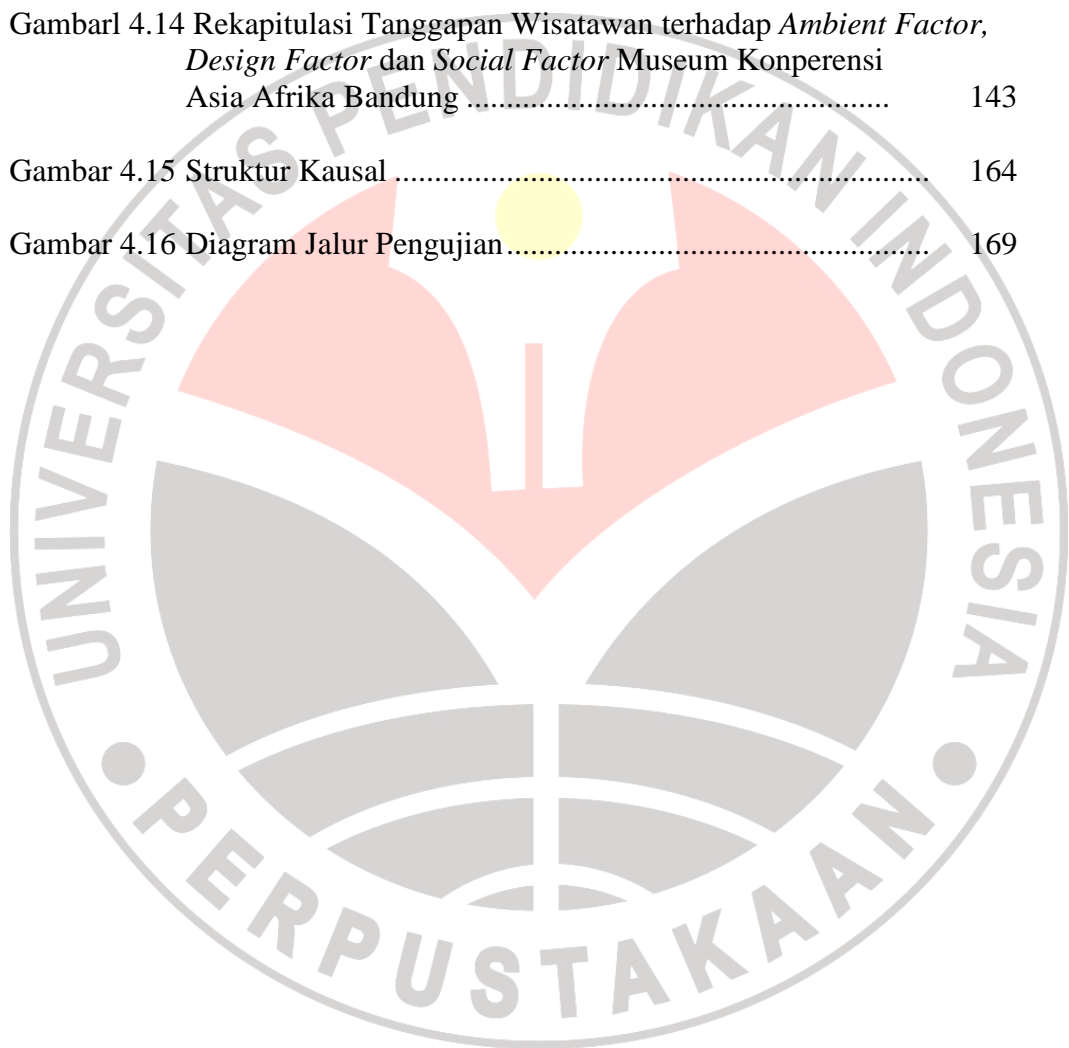 Gambarl 4.14 Rekapitulasi Tanggapan Wisatawan terhadap Ambient Factor,
Design Factor dan Social Factor Museum Konperensi
Asia Afrika Bandung ................................................ 143
Gambar 4.15 Struktur Kausal ................................................................... 164
Gambar 4.16 Diagram Jalur Pengujian ..................................................... 169
UNIVERSITAS PENDIDIKAN INDONESIA
PERPUSTAKAAN